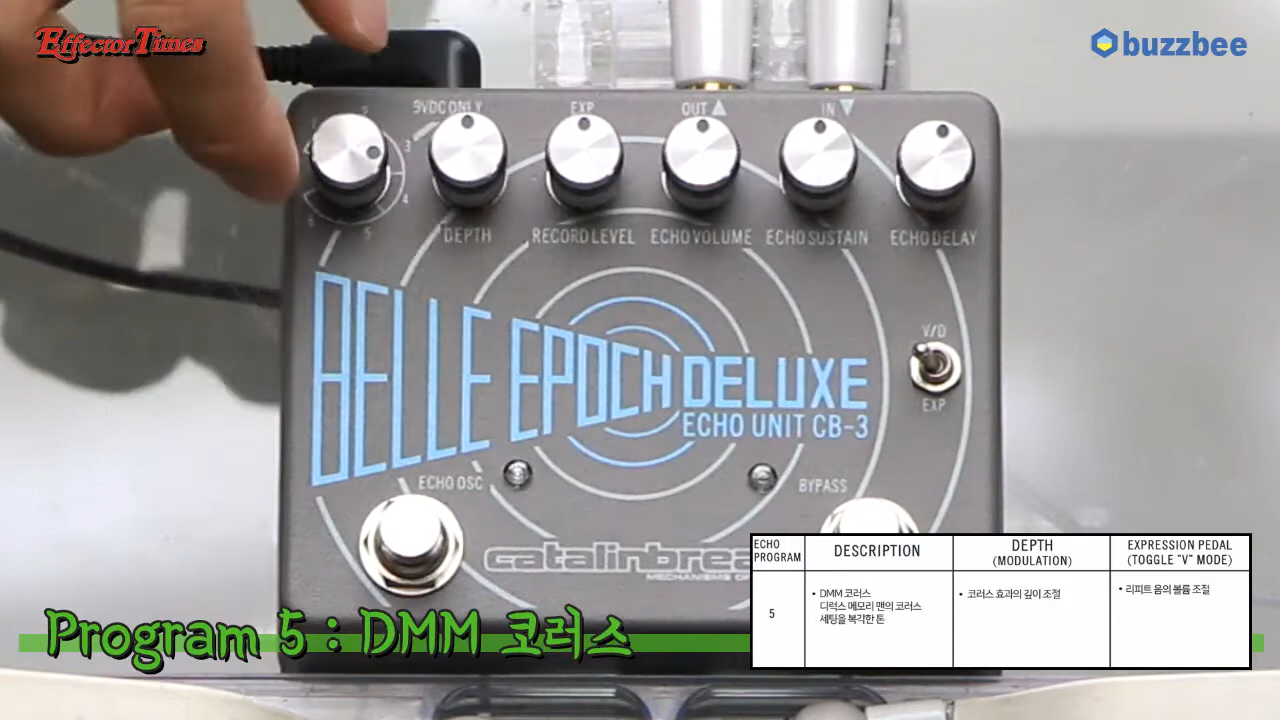 Effector Times
buzzbee
9VDC ONLY
EXP
OUT
IN
3
4
5
6
DEPTH
RECORD LEVEL
ECHO VOLUME
ECHO SUSTAIN
ECHO DELAY
V/D
EXP
BELLE EPOCH DELUXE
ECHO UNIT CB-3
ECHO OSC
BYPASS
catalinbrea
MECHANISMS OF
Program 5 : DMM 코러스
ECHO
PROGRAM
DESCRIPTION
DEPTH
(MODULATION)
EXPRESSION PEDAL
(TOGGLE "V" MODE)
5
• DMM 코러스
디럭스 메모리 맨의 코러스
세팅을 복각한 톤
• 코러스 효과의 깊이 조절
• 리피트 음의 볼륨 조절